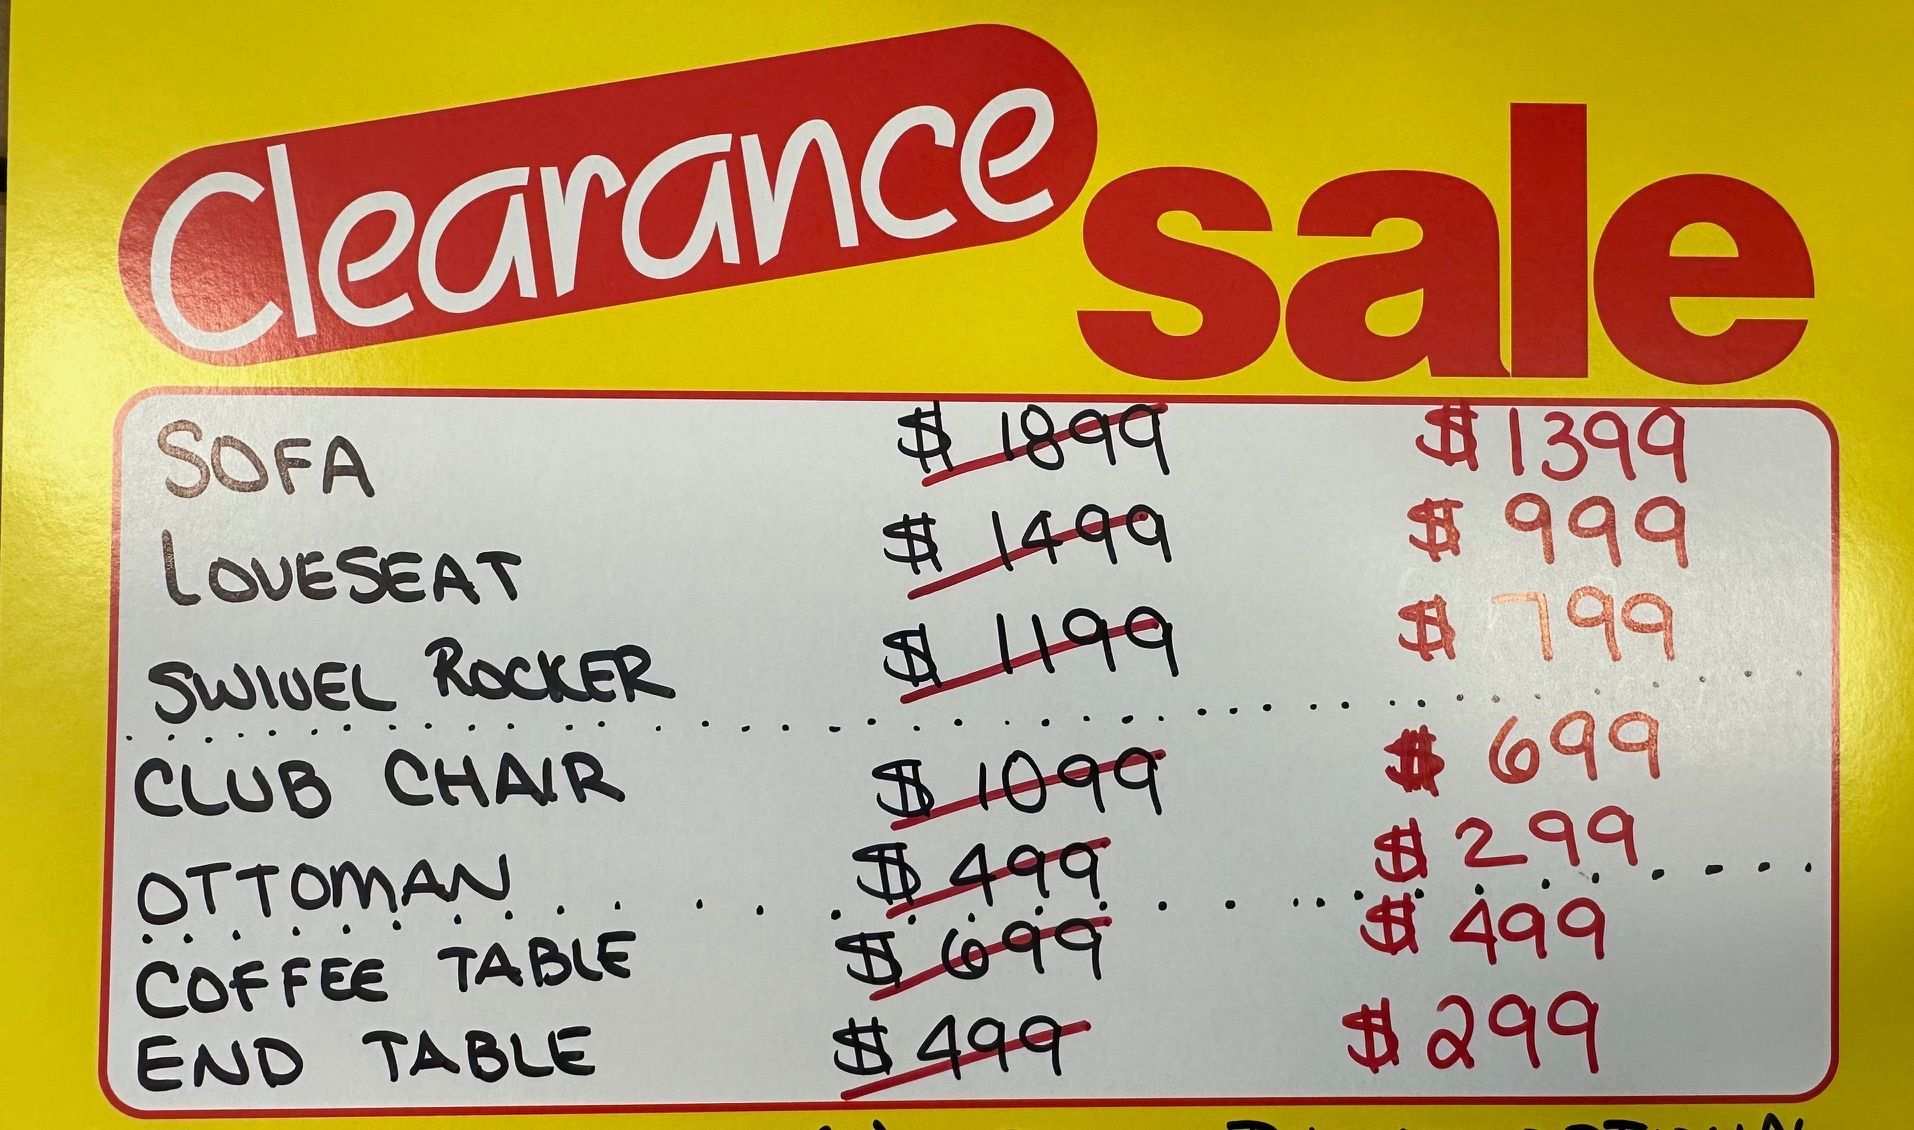 Clearance sale
SOFA $ 1899 $ 1399
LOVESEAT $ 1499 $ 999
SWIVEL ROCKER $ 1199 $ 799
CLUB CHAIR $ 1099 $ 699
OTTOMAN $ 499 $ 299
COFFEE TABLE $ 699 $ 499
END TABLE $ 499 $ 299